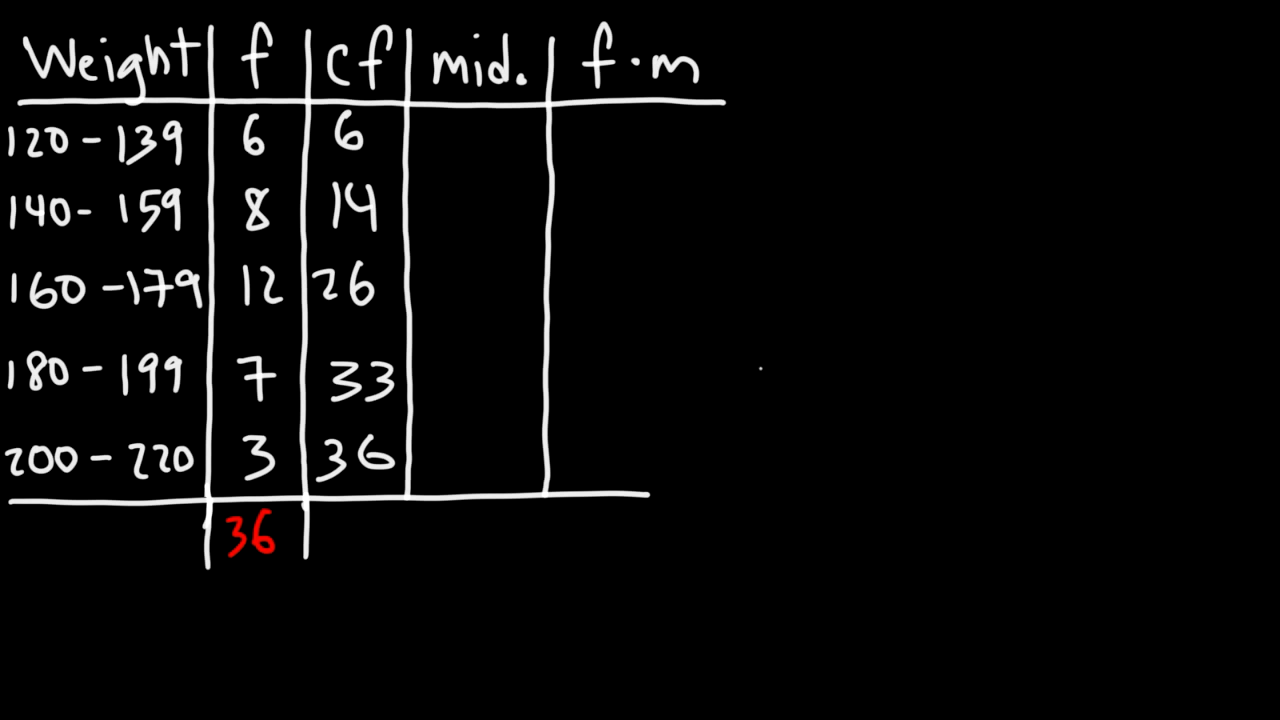 Weight f cf mid. f·m
120 - 139 6 6
140 - 159 8 14
160 - 179 12 26
180 - 199 7 33
200 - 220 3 36
36